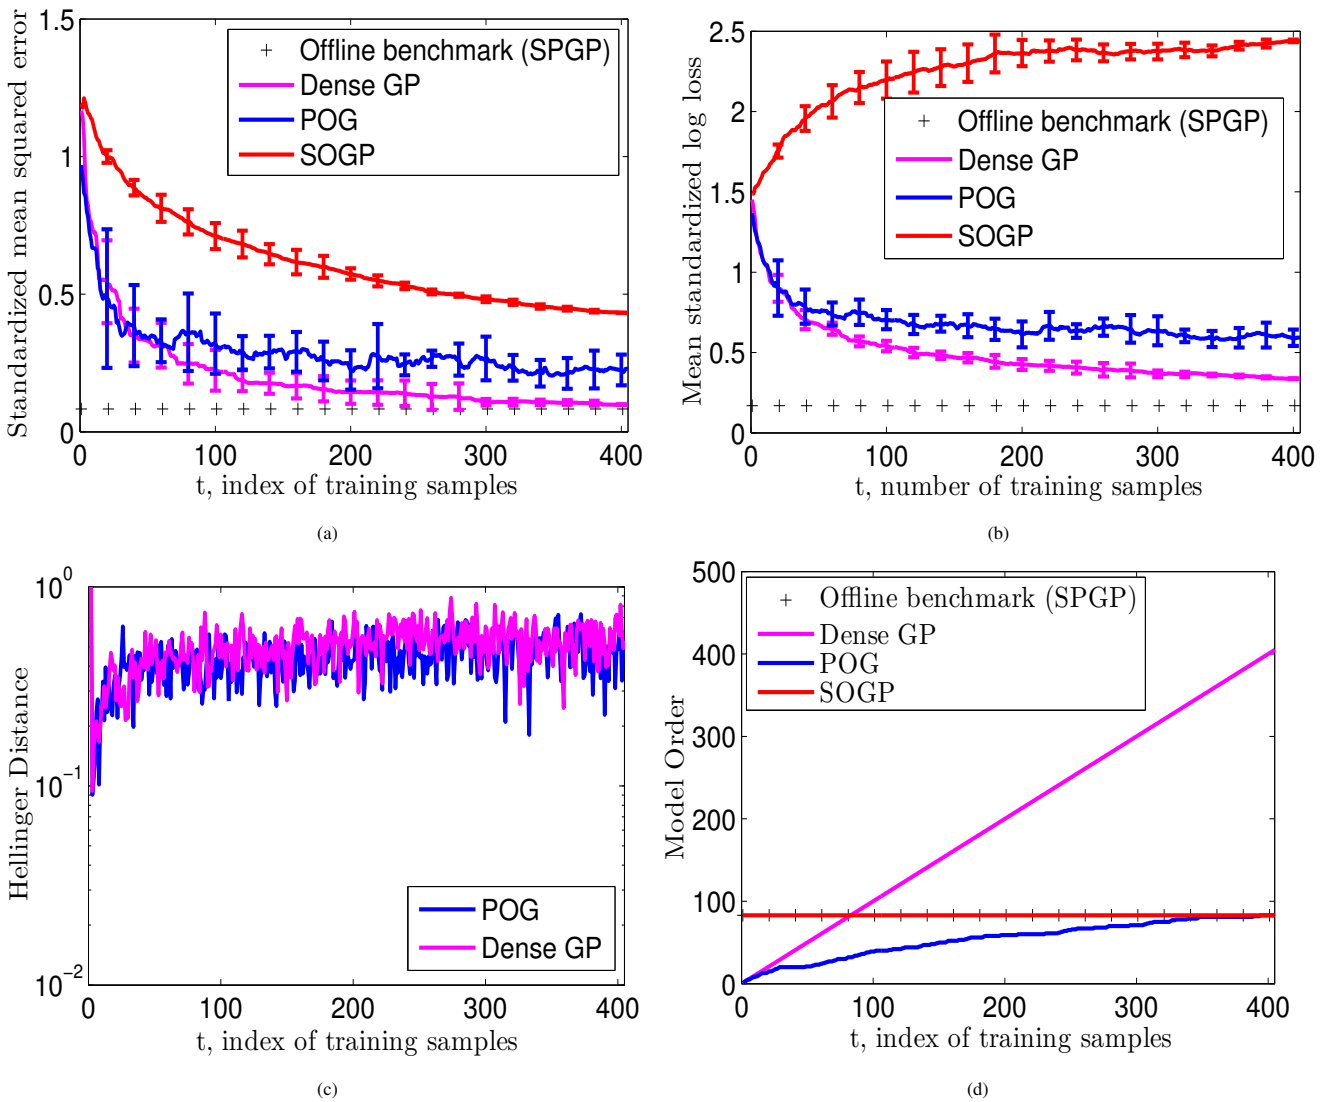 Standardized mean squared error
1.5
1
0.5
0
Offline benchmark (SPGP)
Dense GP
POG
SOGP
0
100
200
300
400
t, index of training samples
(a)
Mean standardized log loss
2.5
2
1.5
1
0.5
0
Offline benchmark (SPGP)
Dense GP
POG
SOGP
0
100
200
300
400
t, number of training samples
(b)
Hellinger Distance
10^0
10^-1
10^-2
POG
Dense GP
0
100
200
300
400
t, index of training samples
(c)
Model Order
500
400
300
200
100
80
0
Offline benchmark (SPGP)
Dense GP
POG
SOGP
0
100
200
300
400
t, index of training samples
(d)